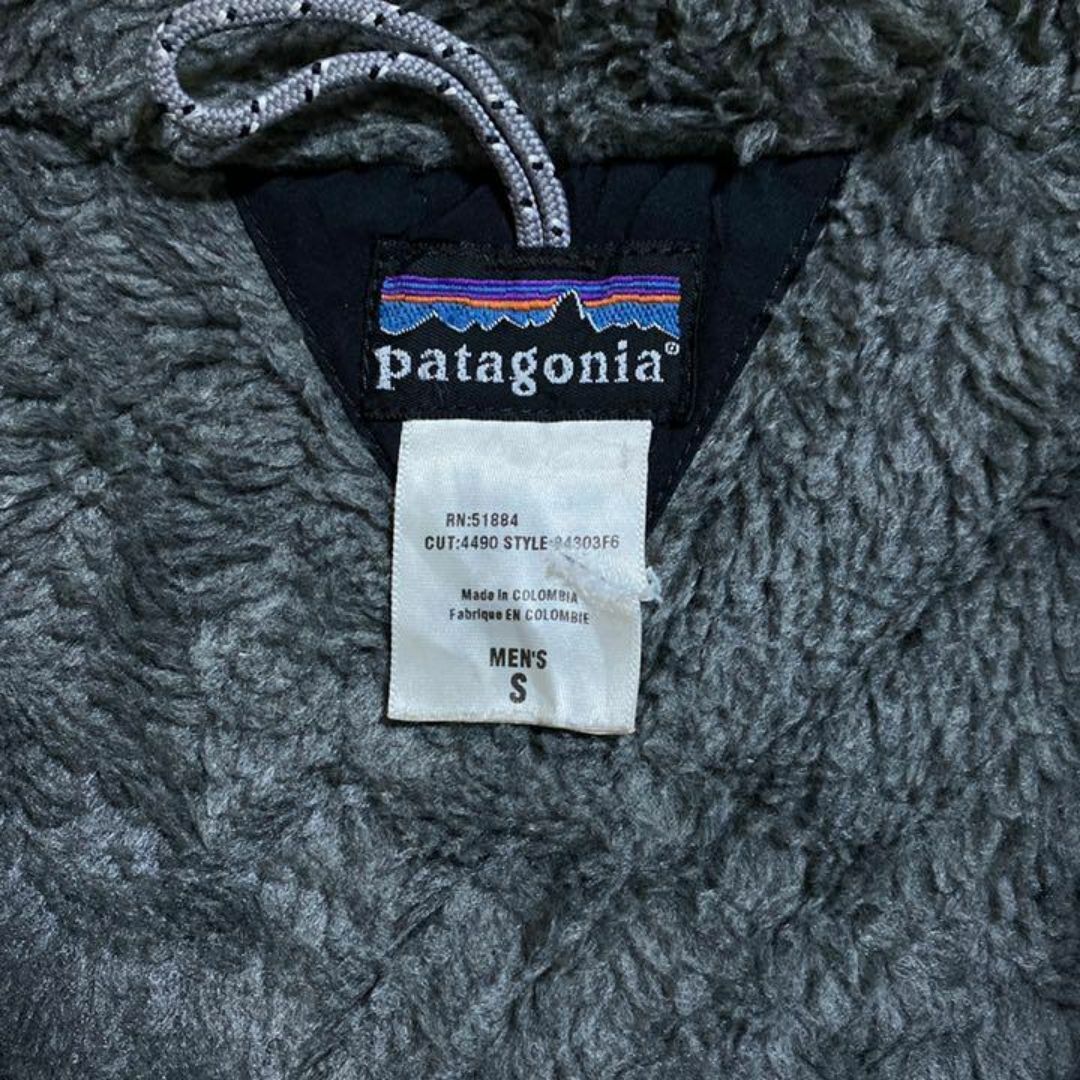 patagonia®
RN:51884
CUT:4490 STYLE:84303F6
Made in COLOMBIA
Fabrique EN COLOMBIE
MEN'S
S